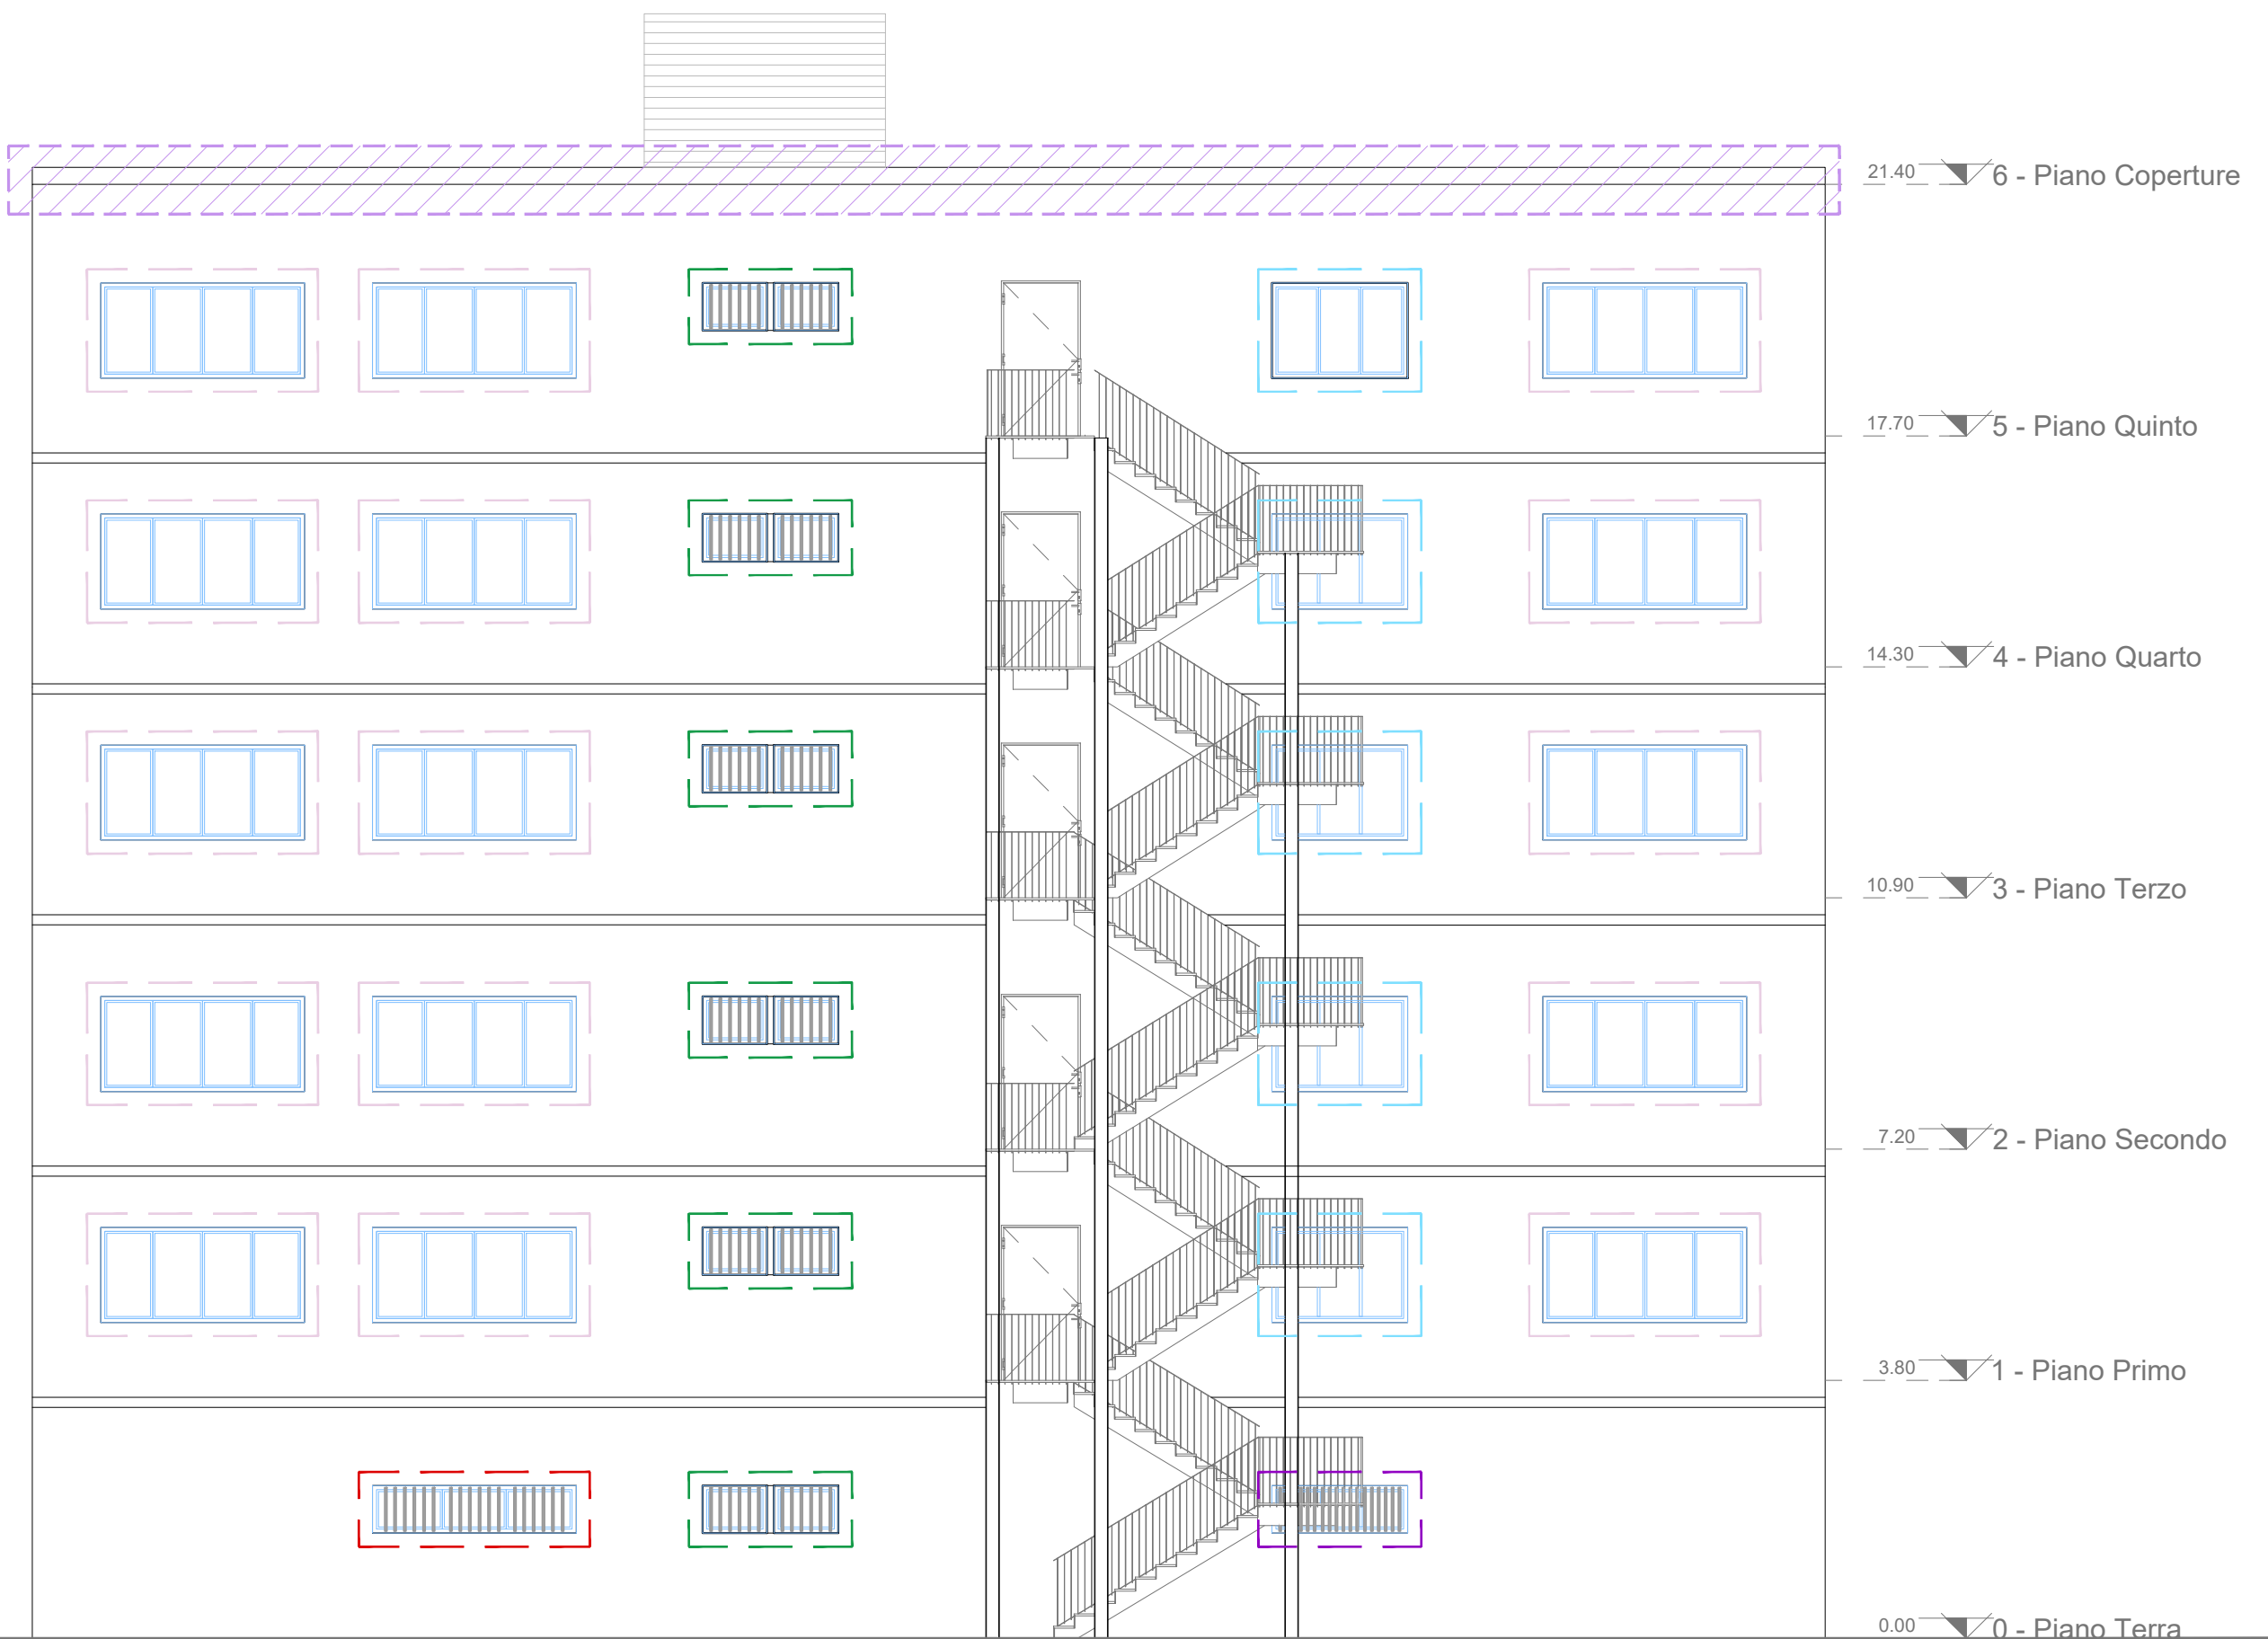 21.40 6 - Piano Coperture
17.70 5 - Piano Quinto
14.30 4 - Piano Quarto
10.90 3 - Piano Terzo
7.20 2 - Piano Secondo
3.80 1 - Piano Primo
0.00 0 - Piano Terra